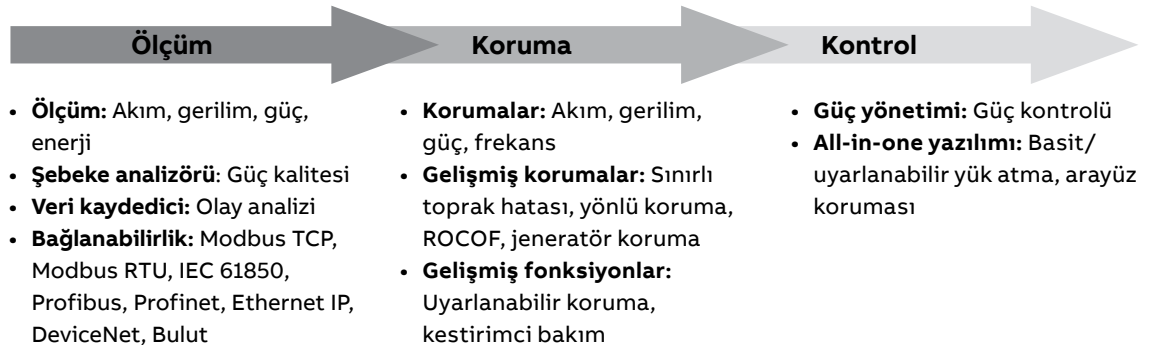 Ölçüm
Koruma
Kontrol
• Ölçüm: Akım, gerilim, güç,
enerji
• Şebeke analizörü: Güç kalitesi
• Veri kaydedici: Olay analizi
• Bağlanabilirlik: Modbus TCP,
Modbus RTU, IEC 61850,
Profibus, Profinet, Ethernet IP,
DeviceNet, Bulut
• Korumalar: Akım, gerilim,
güç, frekans
• Gelişmiş korumalar: Sınırlı
toprak hatası, yönlü koruma,
ROCOF, jeneratör koruma
• Gelişmiş fonksiyonlar:
Uyarlanabilir koruma,
kestirimci bakım
• Güç yönetimi: Güç kontrolü
• All-in-one yazılımı: Basit/
uyarlanabilir yük atma, arayüz
koruması